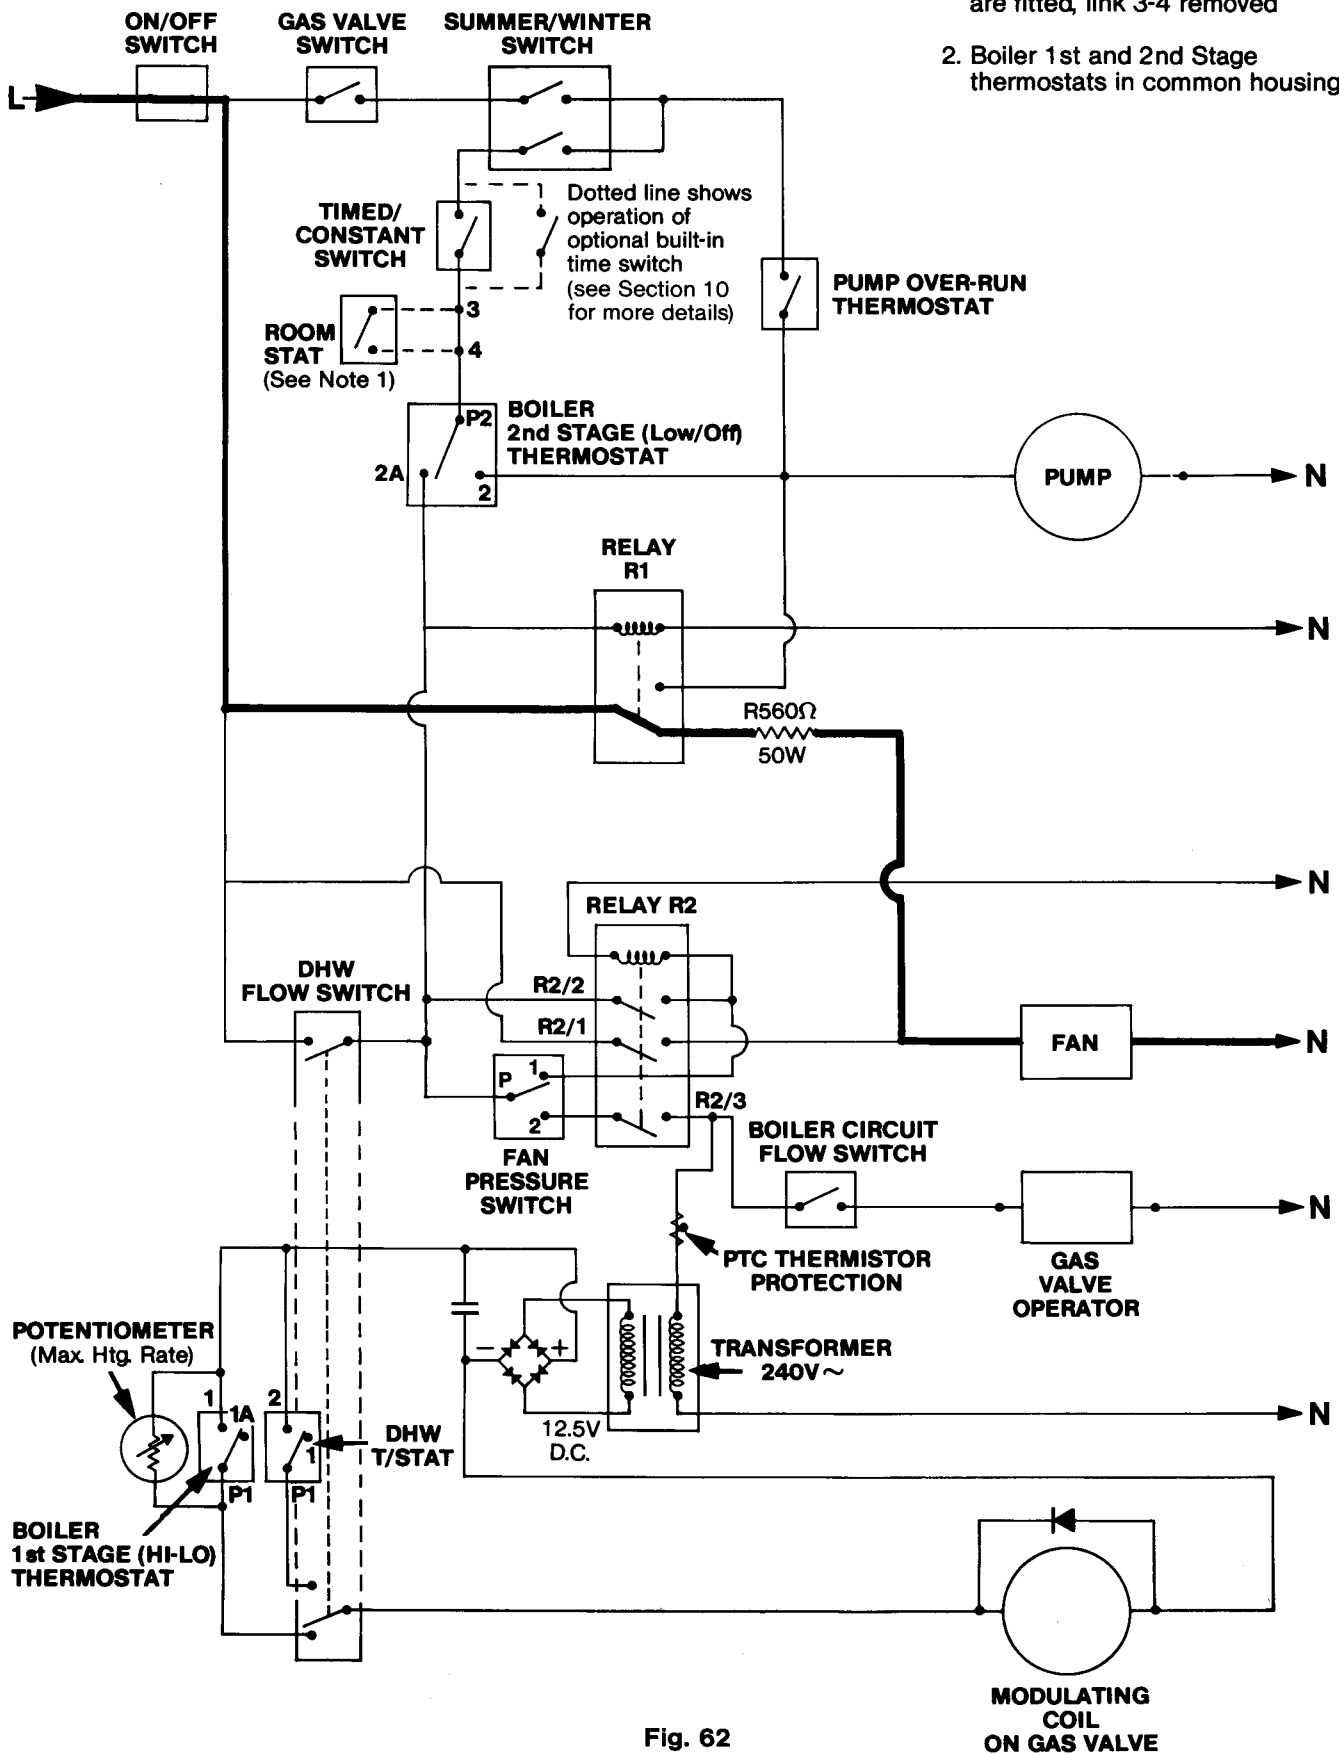 are fitted, link 3-4 removed
2. Boiler 1st and 2nd Stage
thermostats in common housing
ON/OFF
SWITCH
GAS VALVE
SWITCH
SUMMER/WINTER
SWITCH
L
TIMED/
CONSTANT
SWITCH
Dotted line shows
operation of
optional built-in
time switch
(see Section 10
for more details)
PUMP OVER-RUN
THERMOSTAT
3
ROOM
STAT
(See Note 1)
4
P2
BOILER
2nd STAGE (Low/Off)
THERMOSTAT
2A
2
PUMP
N
RELAY
R1
N
R560Ω
50W
N
RELAY R2
DHW
FLOW SWITCH
R2/2
R2/1
FAN
N
P
1
2
R2/3
FAN
PRESSURE
SWITCH
BOILER CIRCUIT
FLOW SWITCH
N
GAS
VALVE
OPERATOR
PTC THERMISTOR
PROTECTION
POTENTIOMETER
(Max. Htg. Rate)
–
+
TRANSFORMER
240V~
1
1A
2
1
DHW
T/STAT
12.5V
D.C.
N
P1
P1
BOILER
1st STAGE (HI-LO)
THERMOSTAT
MODULATING
COIL
ON GAS VALVE
Fig. 62